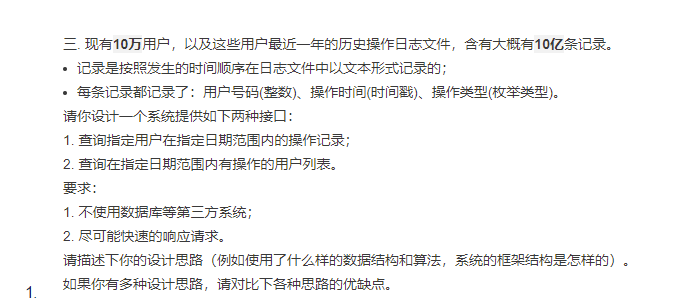 三. 现有10万用户，以及这些用户最近一年的历史操作日志文件，含有大概有10亿条记录。
• 记录是按照发生的时间顺序在日志文件中以文本形式记录的；
• 每条记录都记录了：用户号码(整数)、操作时间(时间戳)、操作类型(枚举类型)。
请你设计一个系统提供如下两种接口：
1. 查询指定用户在指定日期范围内的操作记录；
2. 查询在指定日期范围内有操作的用户列表。
要求：
1. 不使用数据库等第三方系统；
2. 尽可能快速的响应请求。
请描述下你的设计思路（例如使用了什么样的数据结构和算法，系统的框架结构是怎样的）。
1. 如果你有多种设计思路，请对比下各种思路的优缺点。